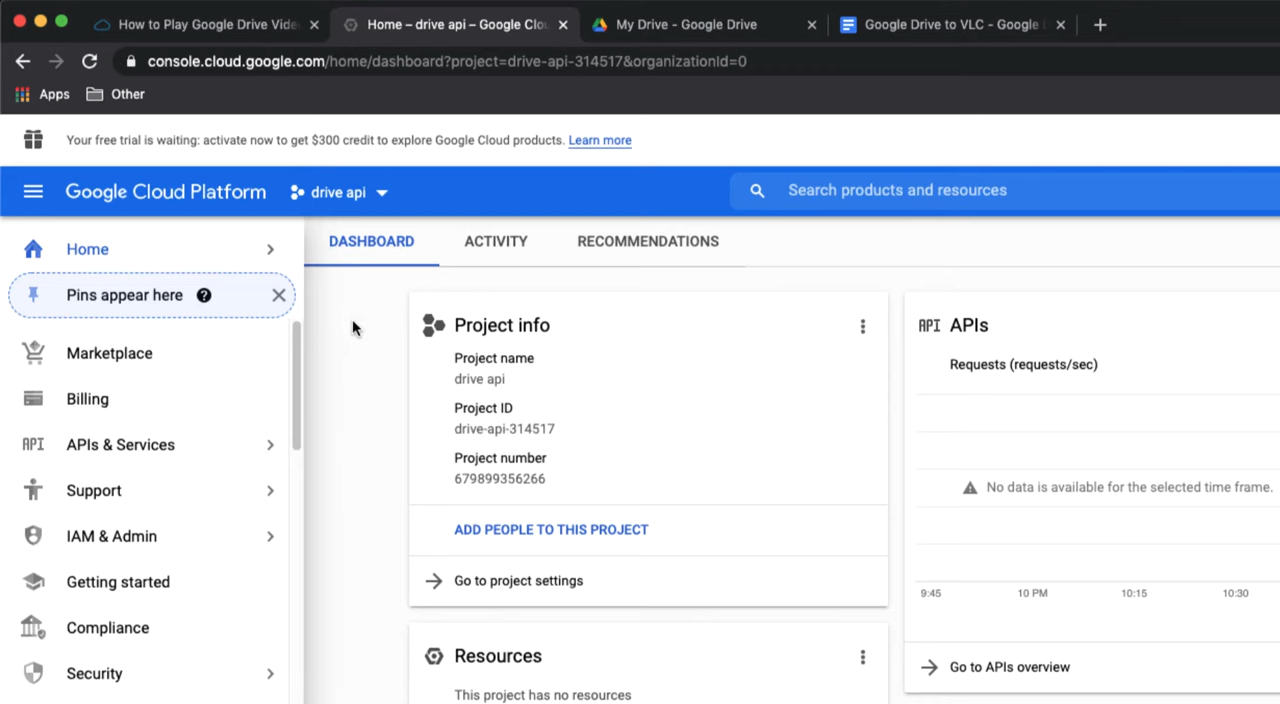 How to Play Google Drive Vide
Home – drive api – Google Clo
My Drive - Google Drive
Google Drive to VLC - Google
console.cloud.google.com/home/dashboard?project=drive-api-314517&organizationId=0
Apps
Other
Your free trial is waiting: activate now to get $300 credit to explore Google Cloud products. Learn more
Google Cloud Platform
drive api
Search products and resources
Home
Pins appear here
Marketplace
Billing
API
APIs & Services
Support
IAM & Admin
Getting started
Compliance
Security
DASHBOARD
ACTIVITY
RECOMMENDATIONS
Project info
Project name
drive api
Project ID
drive-api-314517
Project number
679899356266
ADD PEOPLE TO THIS PROJECT
Go to project settings
Resources
This project has no resources
API APIs
Requests (requests/sec)
No data is available for the selected time frame.
9:45 10 PM 10:15 10:30
Go to APIs overview